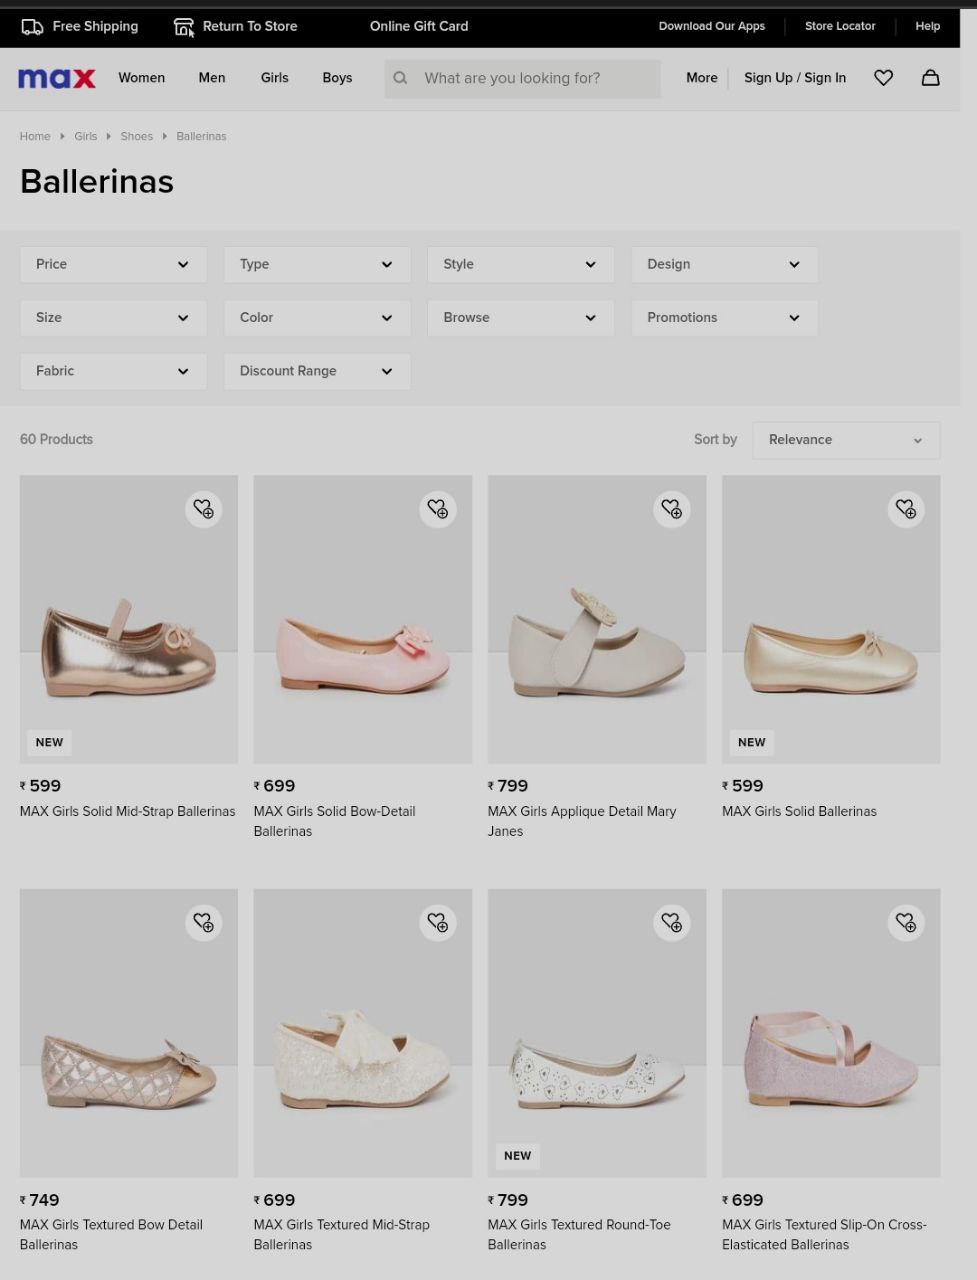 Free Shipping Return To Store Online Gift Card Download Our Apps Store Locator Help
max Women Men Girls Boys What are you looking for? More Sign Up / Sign In
Home Girls Shoes Ballerinas
Ballerinas
Price Type Style Design
Size Color Browse Promotions
Fabric Discount Range
60 Products Sort by Relevance
NEW NEW
₹ 599 ₹ 699 ₹ 799 ₹ 599
MAX Girls Solid Mid-Strap Ballerinas MAX Girls Solid Bow-Detail MAX Girls Applique Detail Mary MAX Girls Solid Ballerinas
Ballerinas Janes
NEW
₹ 749 ₹ 699 ₹ 799 ₹ 699
MAX Girls Textured Bow Detail MAX Girls Textured Mid-Strap MAX Girls Textured Round-Toe MAX Girls Textured Slip-On Cross-
Ballerinas Ballerinas Ballerinas Elasticated Ballerinas